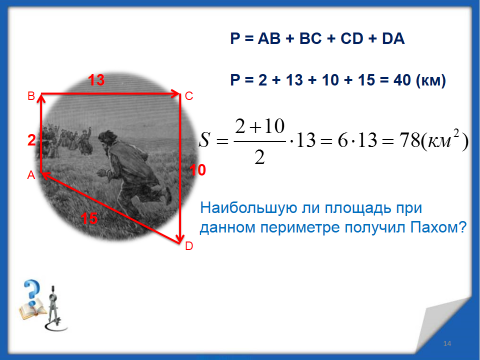 P = AB + BC + CD + DA
P = 2 + 13 + 10 + 15 = 40 (км)
13
B
C
S = \frac{2+10}{2} · 13 = 6 · 13 = 78(км²)
2
A
10
15
D
Наибольшую ли площадь при
данном периметре получил Пахом?
14